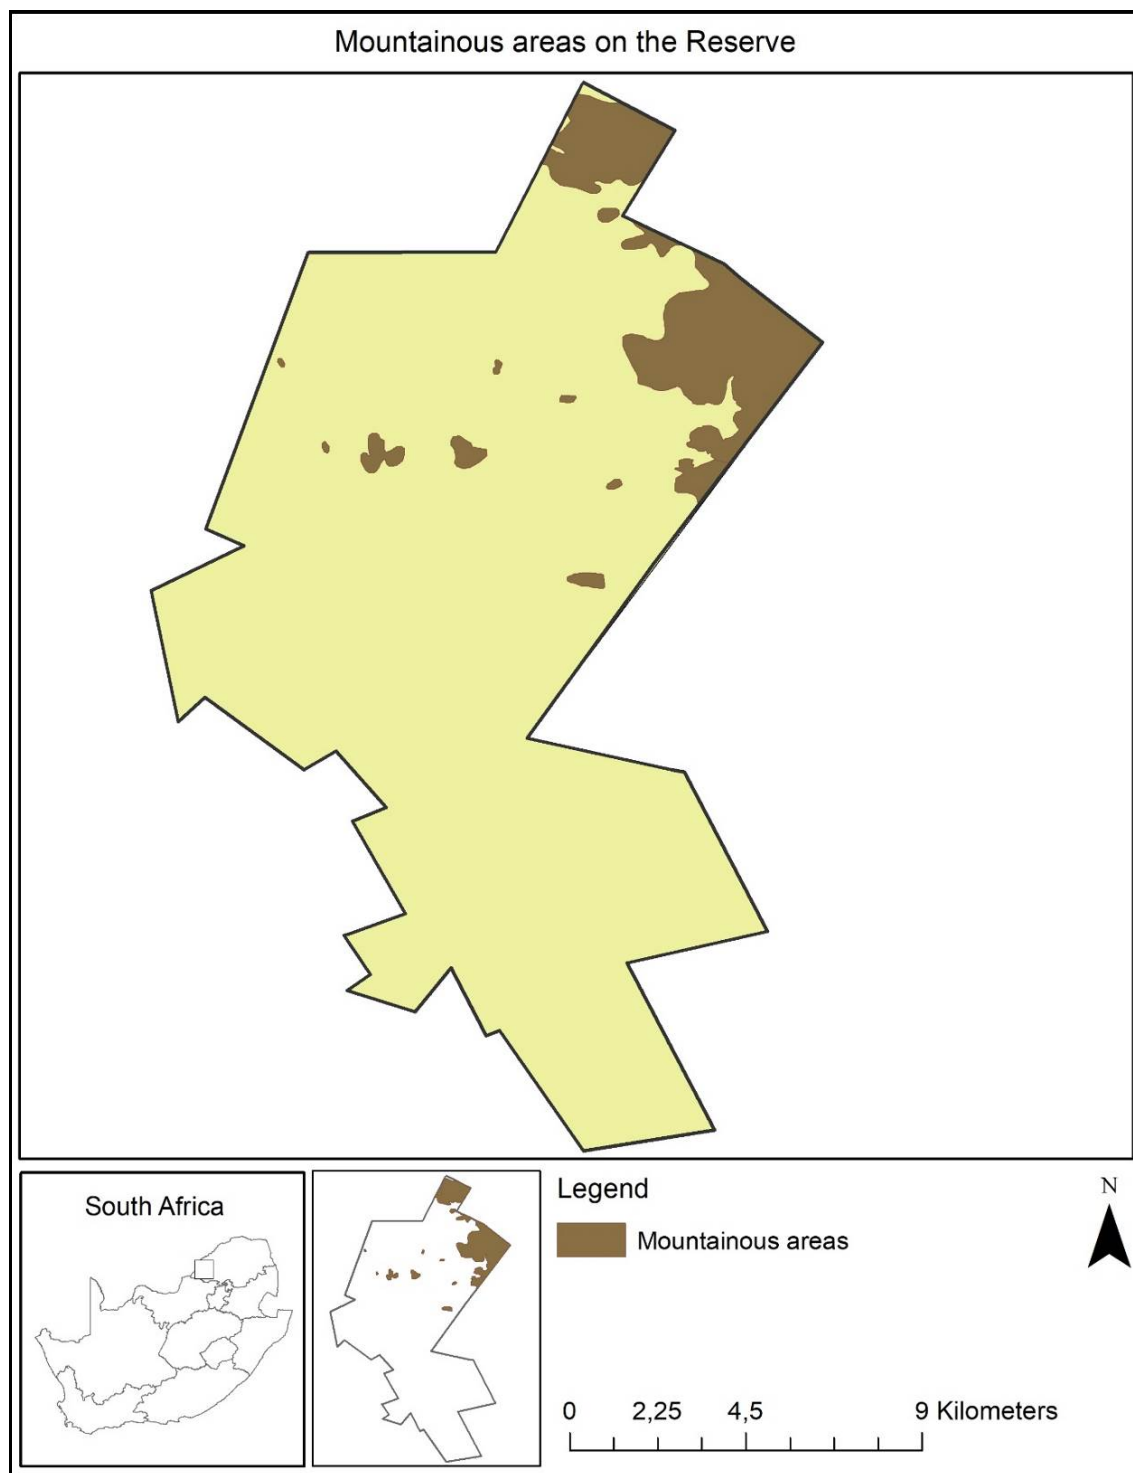 Mountainous areas on the Reserve
South Africa
Legend
Mountainous areas
N
0 2,25 4,5 9 Kilometers